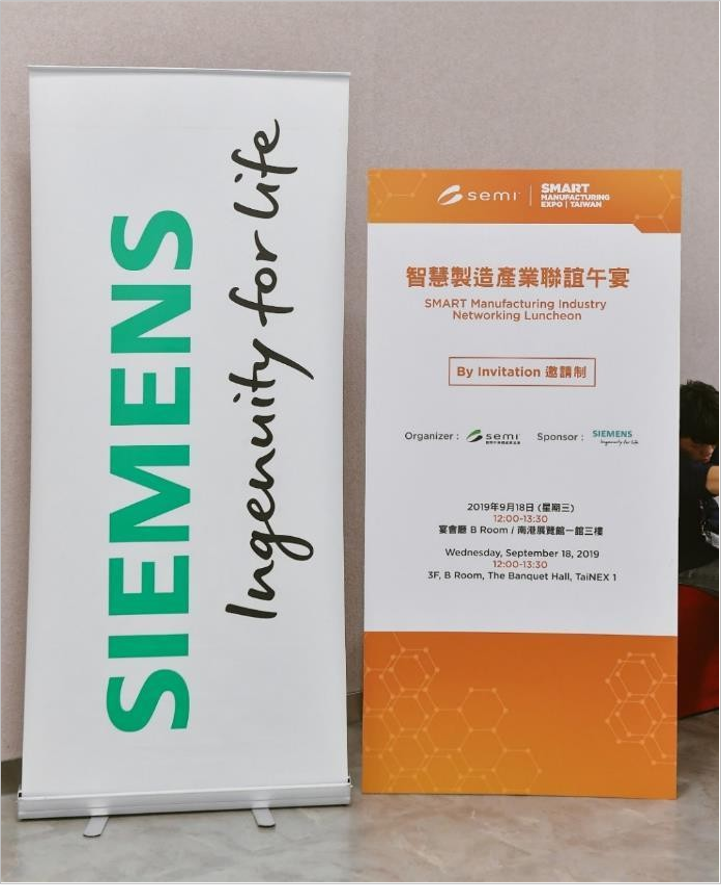 SIEMENS
Ingenuity for life
semi
SMART
MANUFACTURING
EXPO | TAIWAN
智慧製造產業聯誼午宴
SMART Manufacturing Industry
Networking Luncheon
By Invitation 邀請制
Organizer : semi Sponsor : SIEMENS
Ingenuity for life
2019年9月18日 (星期三)
12:00-13:30
宴會廳 B Room / 南港展覽館一館三樓
Wednesday, September 18, 2019
12:00-13:30
3F, B Room, The Banquet Hall, TaiNEX 1